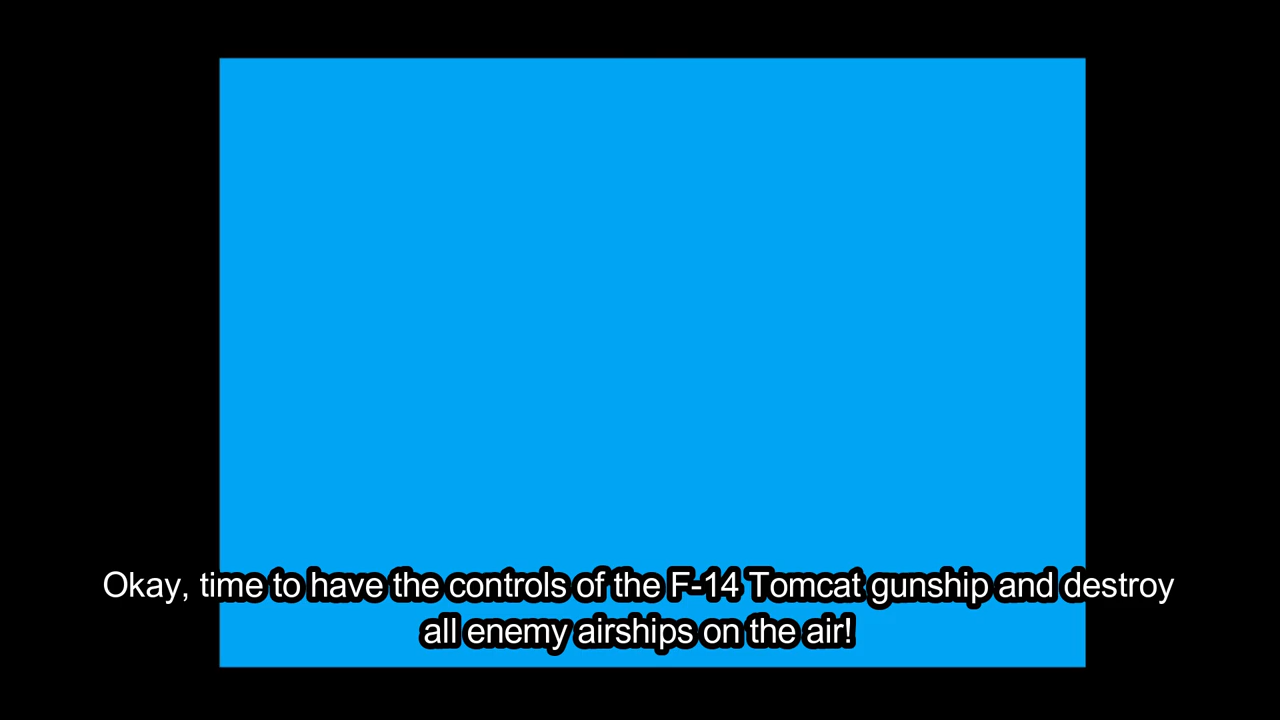 Okay, time to have the controls of the F-14 Tomcat gunship and destroy
all enemy airships on the air!